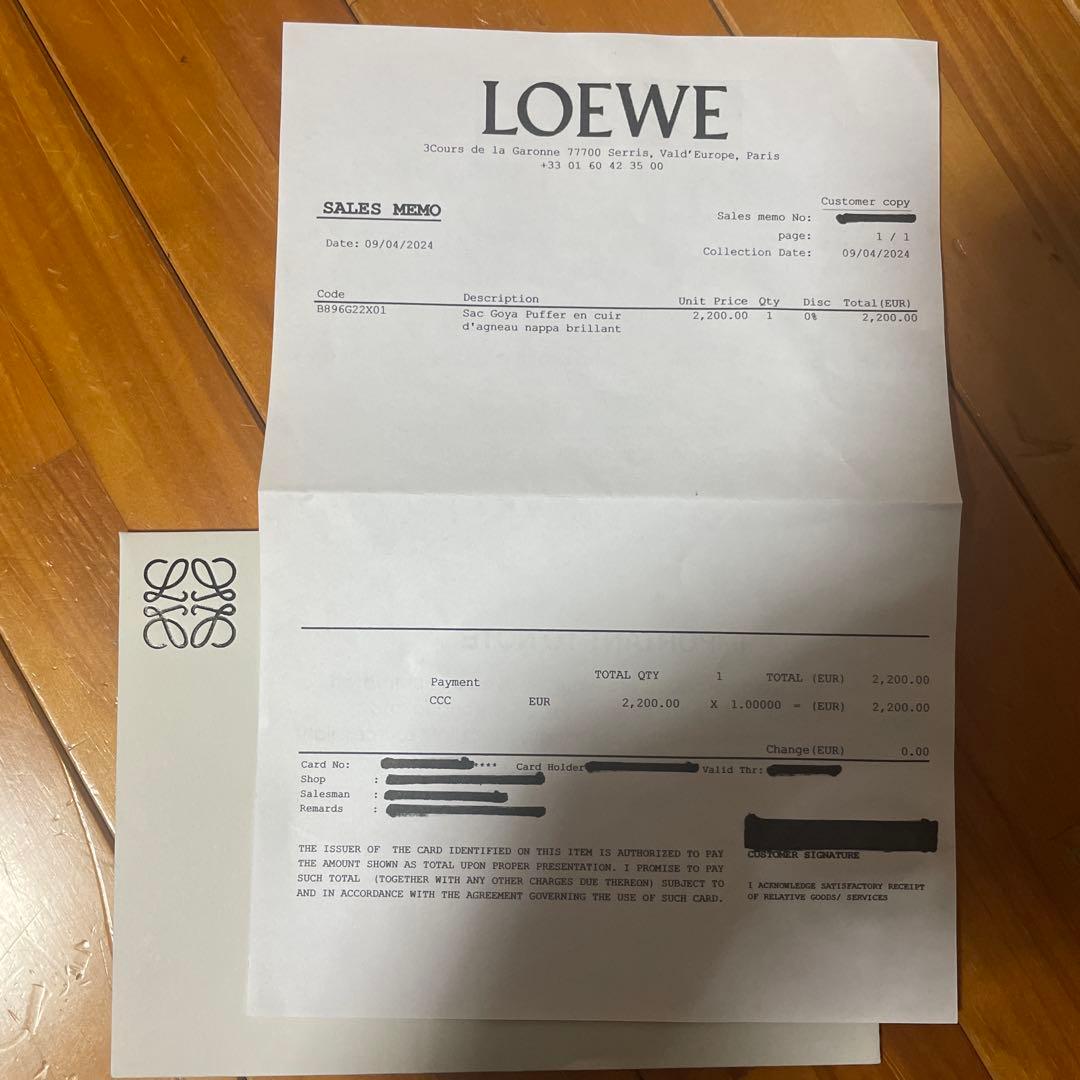 LOEWE
3Cours de la Garonne 77700 Serris, Vald'Europe, Paris
+33 01 60 42 35 00
Customer copy
SALES MEMO
Sales memo No:
page: 1 / 1
Date: 09/04/2024
Collection Date: 09/04/2024
Code Description Unit Price Qty Disc Total(EUR)
B896G22X01 Sac Goya Puffer en cuir 2,200.00 1 0% 2,200.00
d'agneau nappa brillant
TOTAL QTY 1 TOTAL (EUR) 2,200.00
Payment
CCC EUR 2,200.00 X 1.00000 = (EUR) 2,200.00
Change(EUR) 0.00
Card No: **** Card Holder Valid Thr:
Shop :
Salesman :
Remards :
THE ISSUER OF THE CARD IDENTIFIED ON THIS ITEM IS AUTHORIZED TO PAY
THE AMOUNT SHOWN AS TOTAL UPON PROPER PRESENTATION. I PROMISE TO PAY
SUCH TOTAL (TOGETHER WITH ANY OTHER CHARGES DUE THEREON) SUBJECT TO
AND IN ACCORDANCE WITH THE AGREEMENT GOVERNING THE USE OF SUCH CARD.
CUSTOMER SIGNATURE
I ACKNOWLEDGE SATISFACTORY RECEIPT
OF RELAYIVE GOODS/ SERVICES